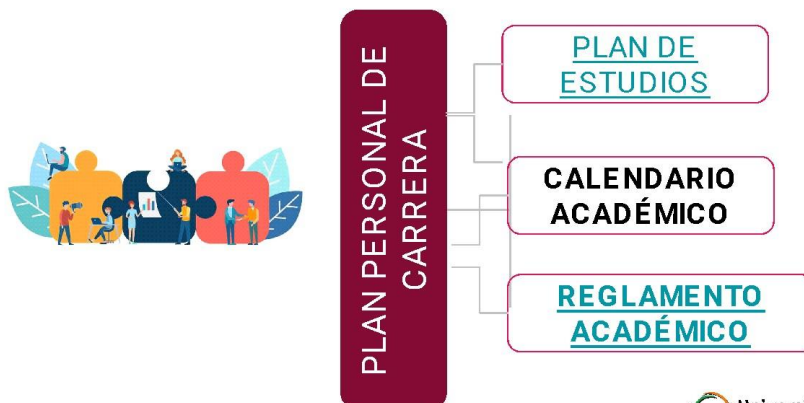 PLAN PERSONAL DE
CARRERA
PLAN DE
ESTUDIOS
CALENDARIO
ACADÉMICO
REGLAMENTO
ACADÉMICO